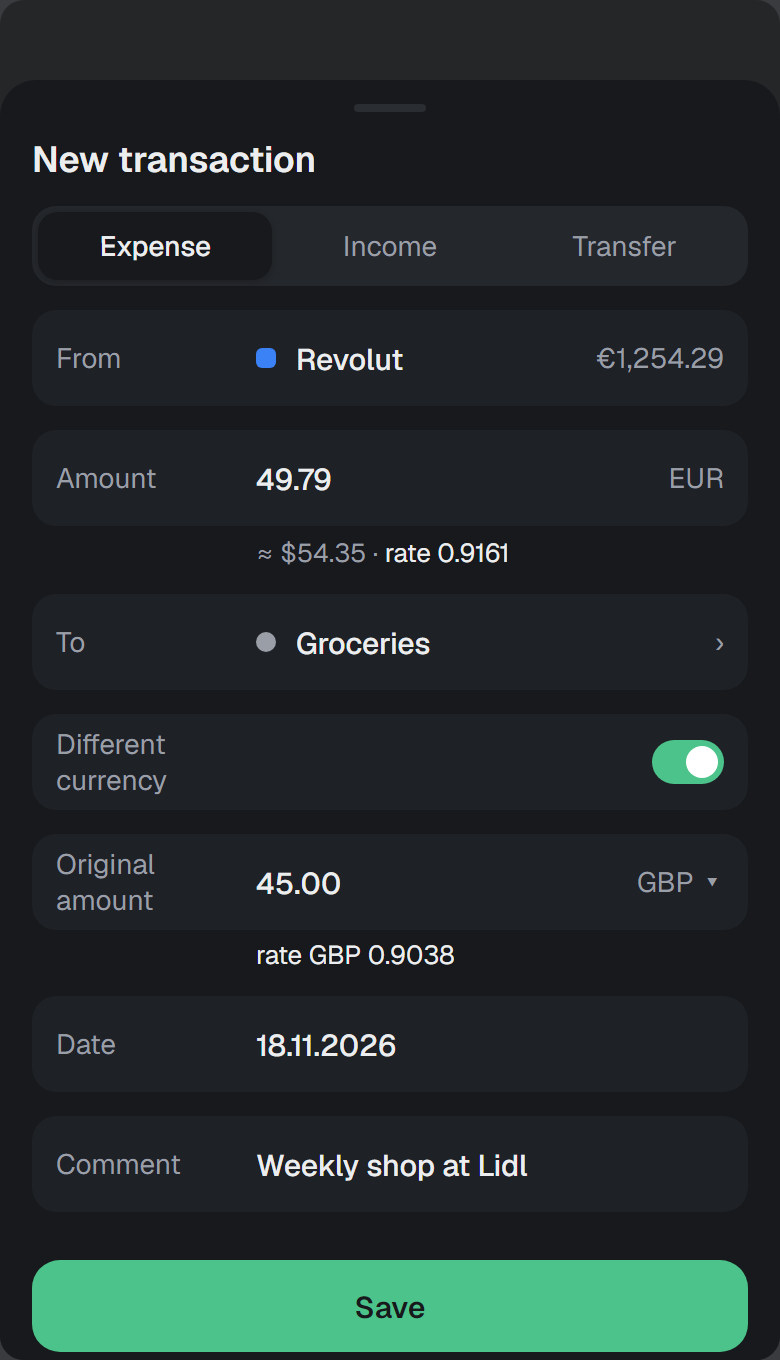 New transaction
Expense Income Transfer
From Revolut €1,254.29
Amount 49.79 EUR
≈ $54.35 · rate 0.9161
To Groceries ›
Different
currency
Original
amount
45.00 GBP ▼
rate GBP 0.9038
Date 18.11.2026
Comment Weekly shop at Lidl
Save